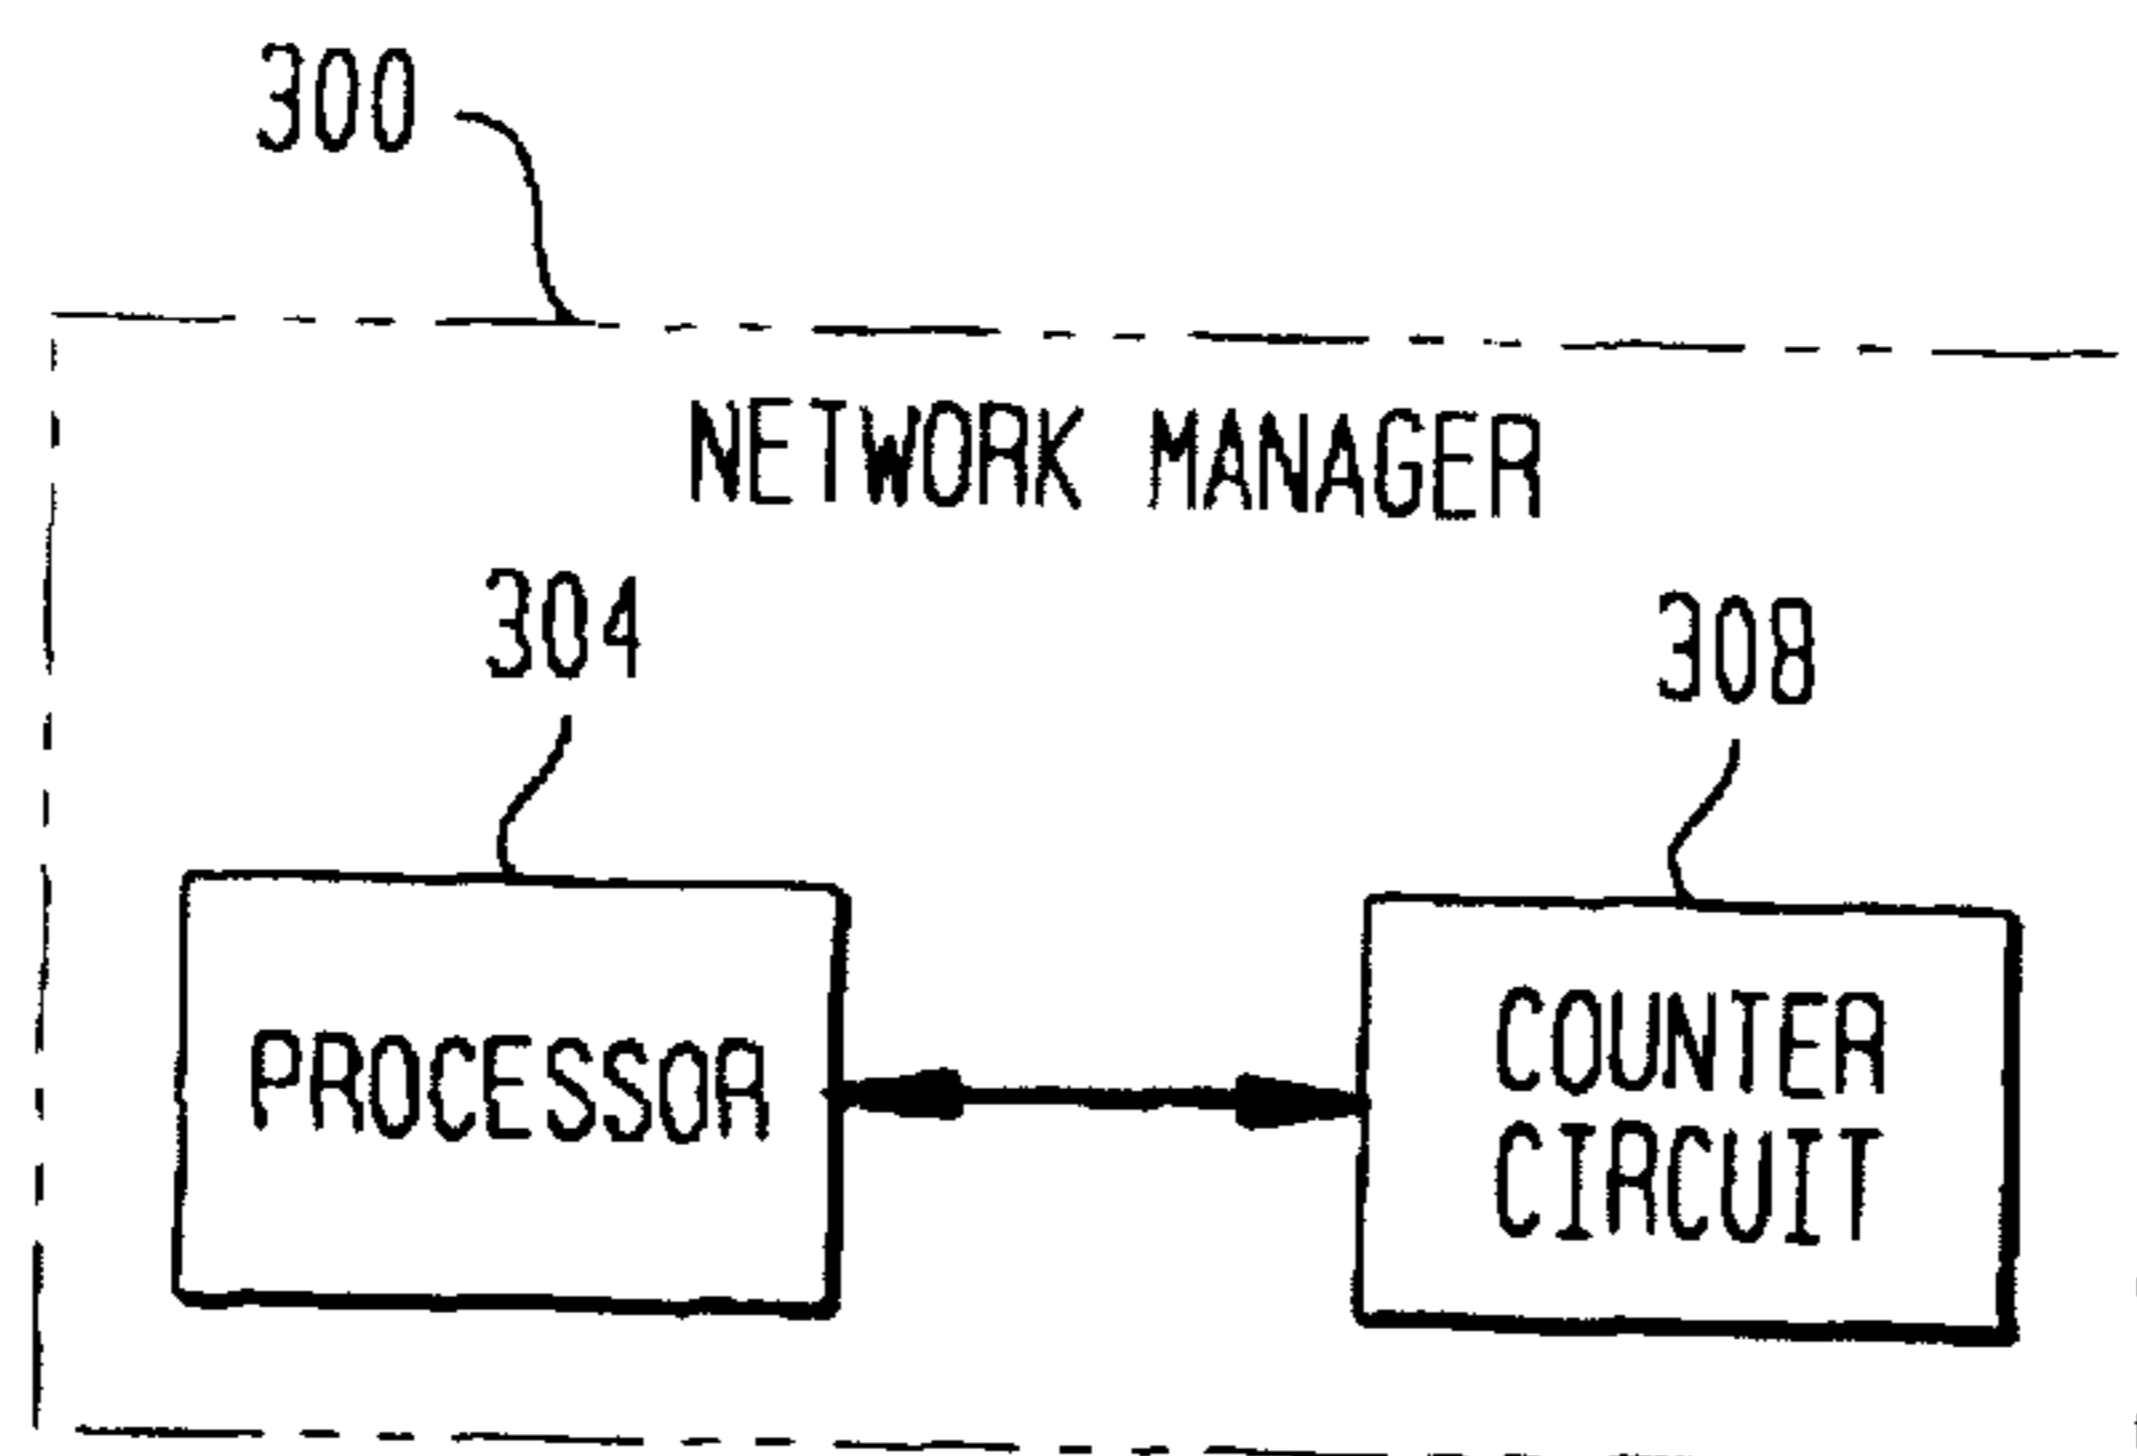 300
NETWORK MANAGER
304
308
PROCESSOR
COUNTER
CIRCUIT